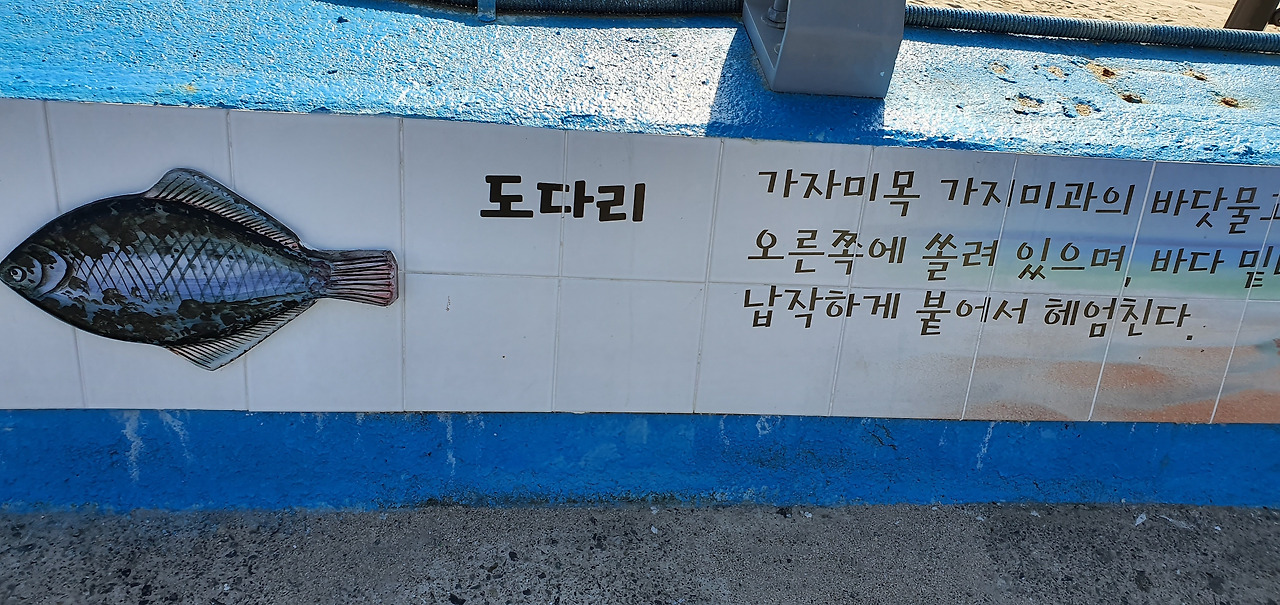 도다리
가자미목 가자미과의 바닷물고
오른쪽에 쏠려 있으며, 바다 밑
납작하게 붙어서 헤엄친다.